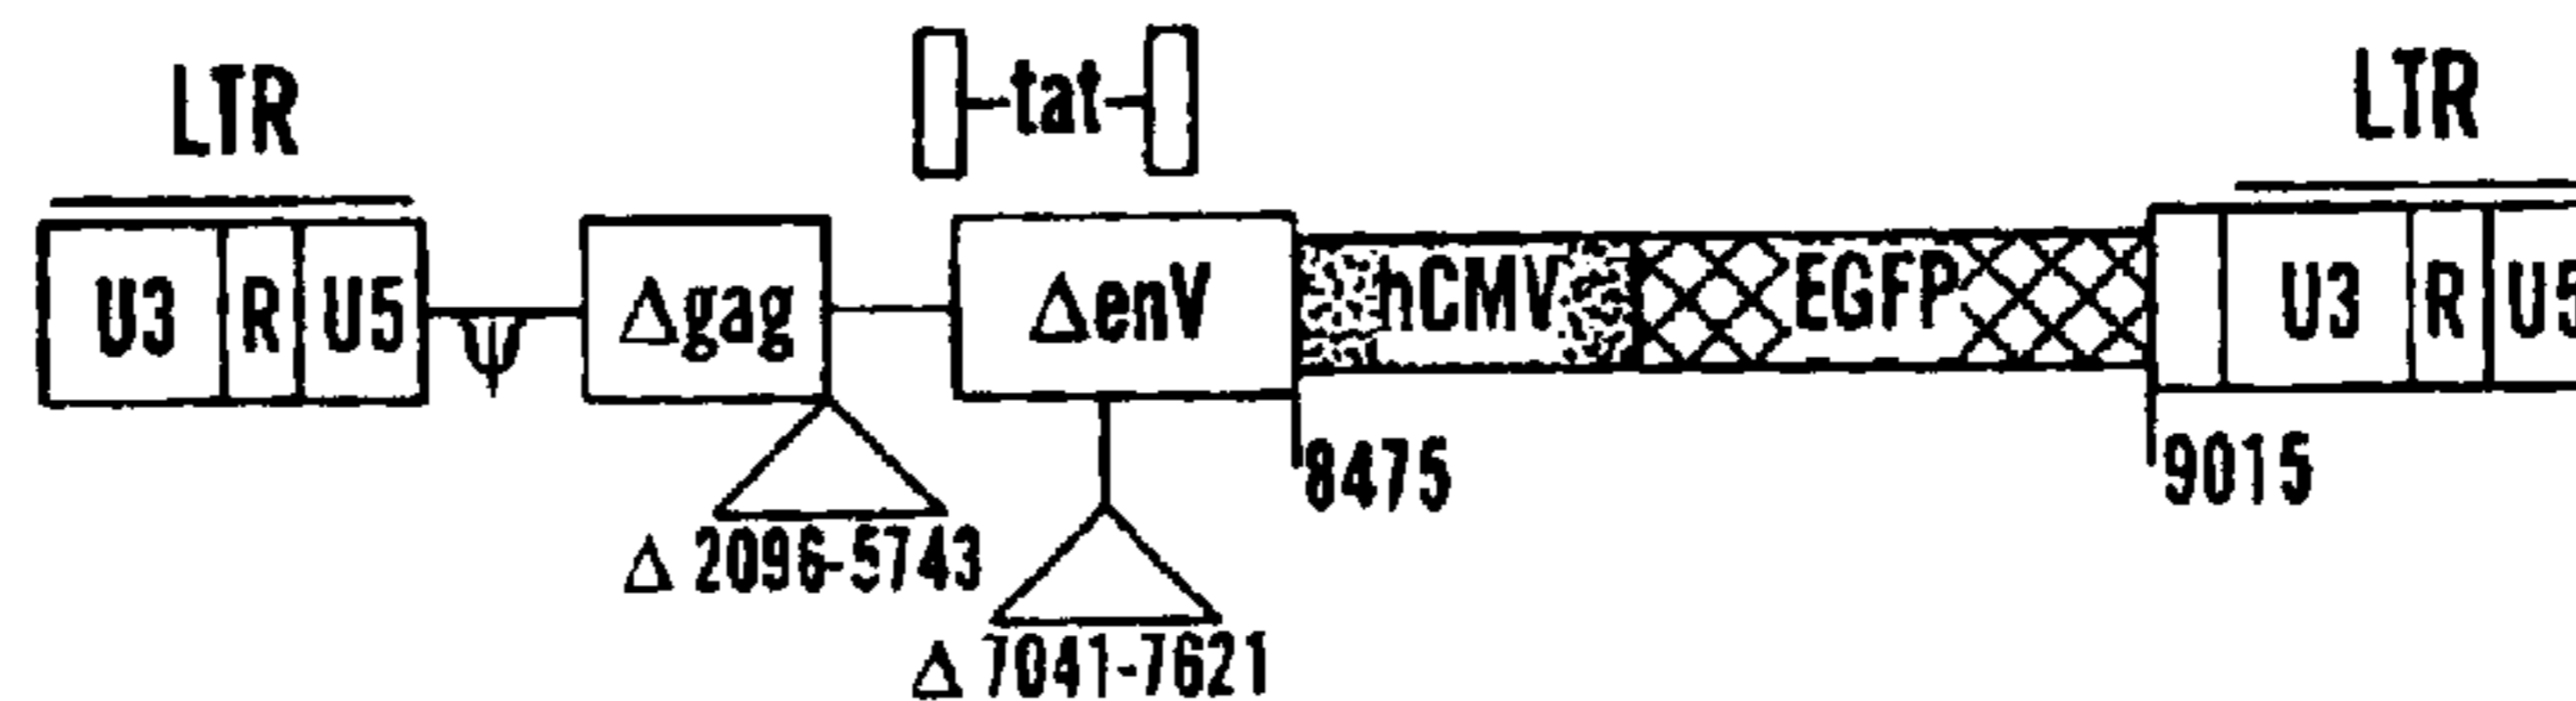 LTR tat LTR
U3 R U5 Ψ Δgag ΔenV hCMV EGFP U3 R U5
8475 9015
Δ 2096-5743
Δ 7041-7621